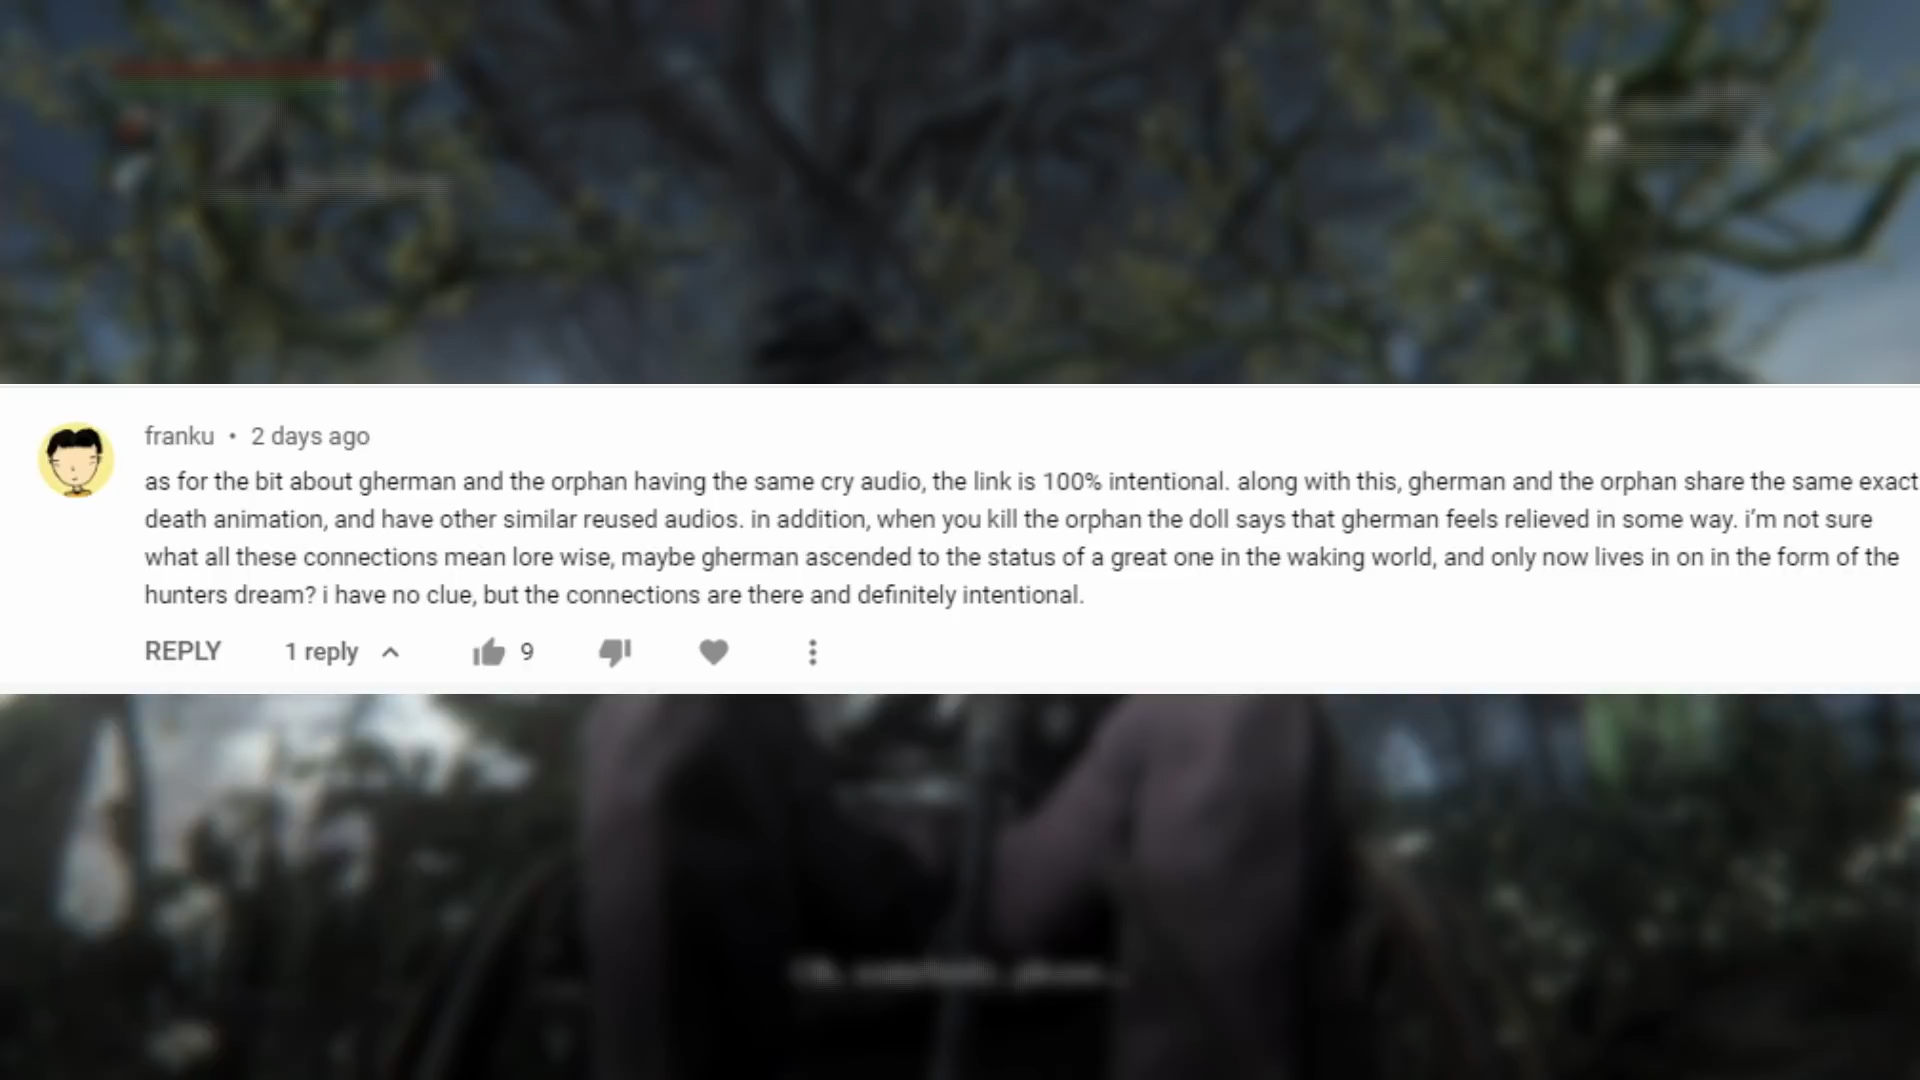 franku • 2 days ago
as for the bit about gherman and the orphan having the same cry audio, the link is 100% intentional. along with this, gherman and the orphan share the same exact
death animation, and have other similar reused audios. in addition, when you kill the orphan the doll says that gherman feels relieved in some way. i'm not sure
what all these connections mean lore wise, maybe gherman ascended to the status of a great one in the waking world, and only now lives in on in the form of the
hunters dream? i have no clue, but the connections are there and definitely intentional.
REPLY 1 reply 9